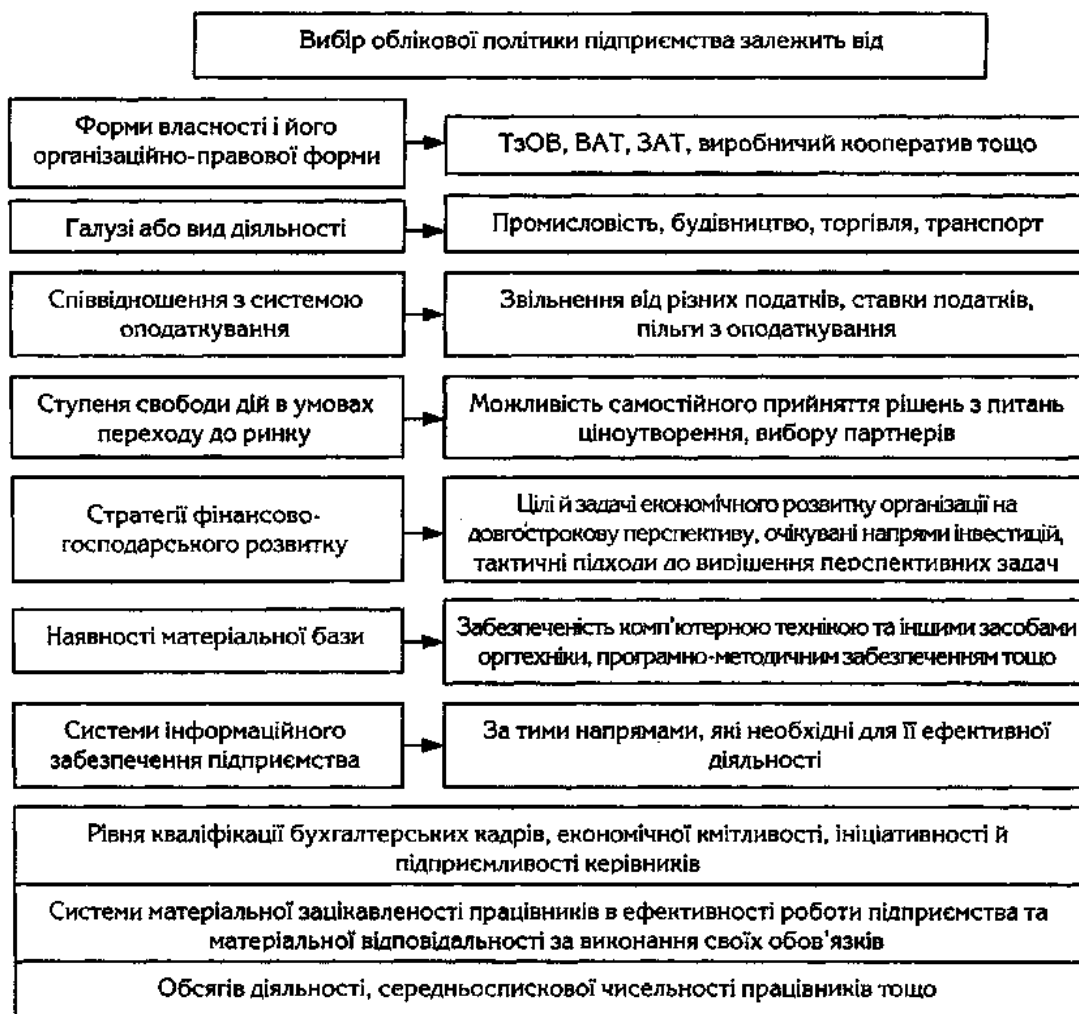 Вибір облікової політики підприємства залежить від
Форми власності і його
організаційно-правової форми
ТзОВ, ВАТ, ЗАТ, виробничий кооператив тощо
Галузі або вид діяльності
Промисловість, будівництво, торгівля, транспорт
Співвідношення з системою
оподаткування
Звільнення від різних податків, ставки податків,
пільги з оподаткування
Ступеня свободи дій в умовах
переходу до ринку
Можливість самостійного прийняття рішень з питань
ціноутворення, вибору партнерів
Стратегії фінансово-
господарського розвитку
Цілі й задачі економічного розвитку організації на
довгострокову перспективу, очікувані напрями інвестицій,
тактичні підходи до вирішення перспективних задач
Наявності матеріальної бази
Забезпеченість комп'ютерною технікою та іншими засобами
оргтехніки, програмно-методичним забезпеченням тощо
Системи інформаційного
забезпечення підприємства
За тими напрямами, які необхідні для її ефективної
діяльності
Рівня кваліфікації бухгалтерських кадрів, економічної кмітливості, ініціативності й
підприємливості керівників
Системи матеріальної зацікавленості працівників в ефективності роботи підприємства та
матеріальної відповідальності за виконання своїх обов'язків
Обсягів діяльності, середньоспискової чисельності працівників тощо